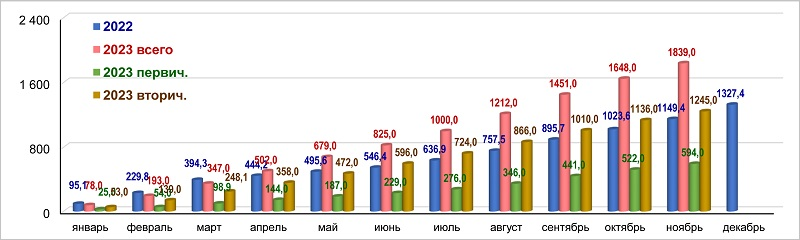 2 400
1 600
800
0
2022
2023 всего
2023 первич.
2023 вторич.
95,1 78,0 25,0 53,0
229,8 193,0 54,0 139,0
394,3 347,0 98,9 248,1
444,2 502,0 144,0 358,0
495,6 679,0 187,0 472,0
546,4 825,0 229,0 596,0
636,9 1000,0 276,0 724,0
757,5 1212,0 346,0 866,0
895,7 1451,0 441,0 1010,0
1023,6 1648,0 522,0 1136,0
1149,4 1839,0 594,0 1245,0
1327,4
январь февраль март апрель май июнь июль август сентябрь октябрь ноябрь декабрь